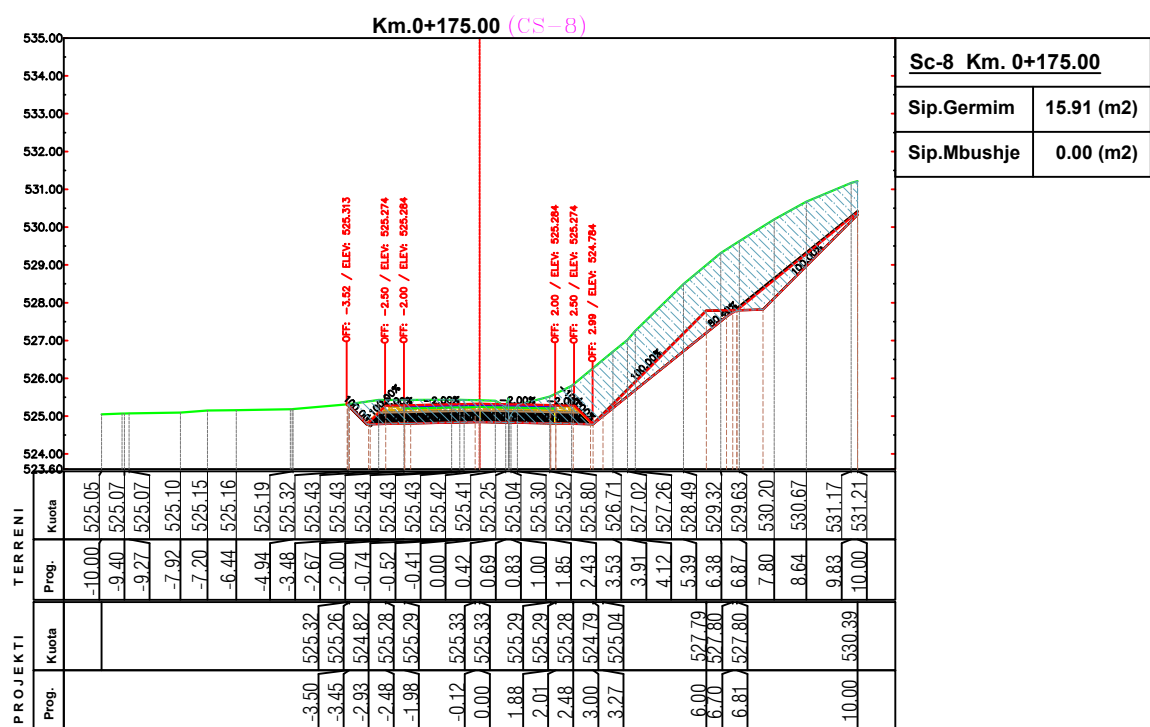 Km.0+175.00 (CS-8)
535.00
534.00
533.00
532.00
531.00
530.00
529.00
528.00
527.00
526.00
525.00
524.00
523.60
Sc-8 Km. 0+175.00
Sip.Germim 15.91 (m2)
Sip.Mbushje 0.00 (m2)
OFF: -3.52 / ELEV: 525.313
OFF: -2.50 / ELEV: 525.274
OFF: -2.00 / ELEV: 525.284
OFF: 2.00 / ELEV: 525.284
OFF: 2.50 / ELEV: 525.274
OFF: 2.99 / ELEV: 524.784
-2.00%
-2.00%
-2.00%
100.00%
100.00%
TERRENI
Kuota
525.05 525.07 525.07 525.10 525.15 525.16 525.19 525.32 525.43 525.43 525.43 525.43 525.43 525.42 525.41 525.25 525.04 525.30 525.52 525.80 526.71 527.02 527.26 528.49 529.32 529.63 530.20 530.67 531.17 531.21
Prog.
-10.00 -9.40 -9.27 -7.92 -7.20 -6.44 -4.94 -3.48 -2.67 -2.00 -0.74 -0.52 -0.41 0.00 0.42 0.69 0.83 1.00 1.85 2.43 3.53 3.91 4.12 5.39 6.38 6.87 7.80 8.64 9.83 10.00
PROJEKTI
Kuota
525.32 525.26 524.82 525.28 525.29 525.33 525.33 525.29 525.29 525.28 524.79 525.04 527.79 527.80 527.80 530.39
Prog.
-3.50 -3.45 -2.93 -2.48 -1.98 -0.12 0.00 1.88 2.01 2.48 3.00 3.27 6.00 6.70 6.81 10.00